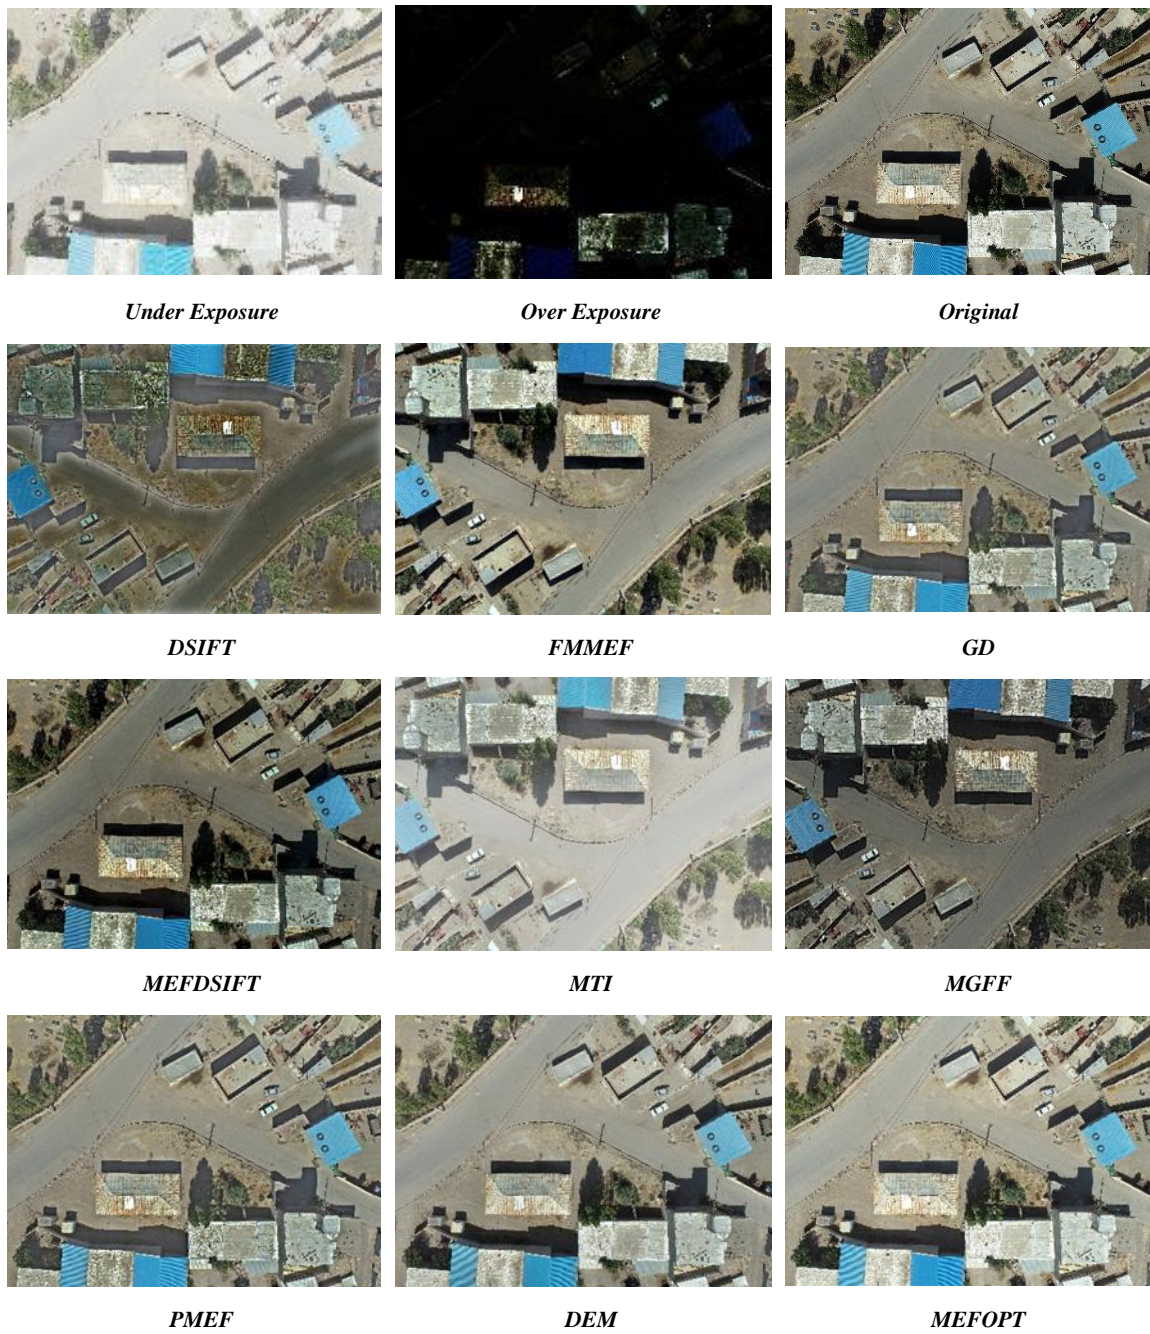 Under Exposure
Over Exposure
Original
DSIFT
FMMEF
GD
MEFDSIFT
MTI
MGFF
PMEF
DEM
MEFOPT